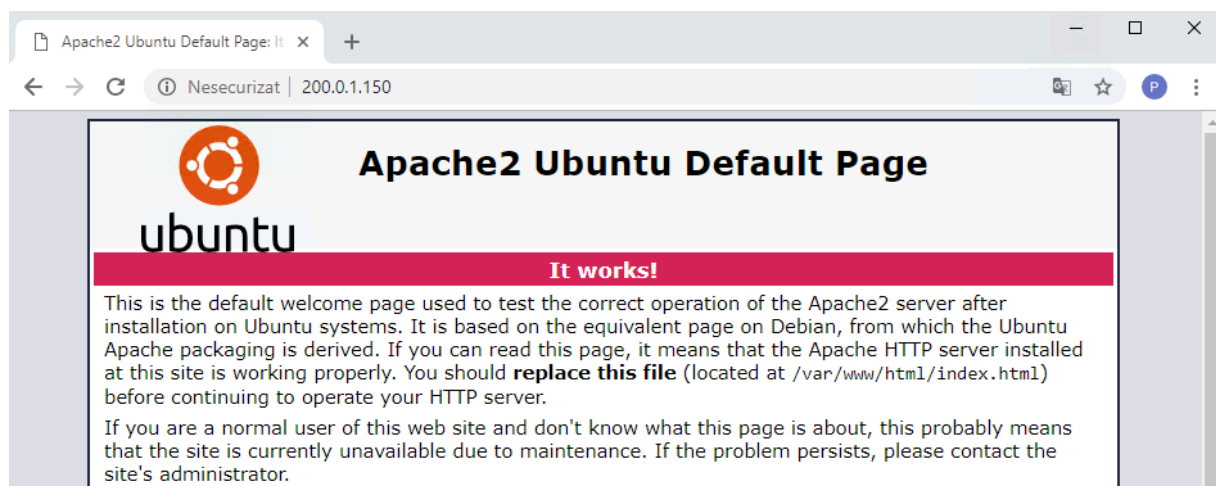 Apache2 Ubuntu Default Page: It
Nesecurizat | 200.0.1.150
P
ubuntu
Apache2 Ubuntu Default Page
It works!
This is the default welcome page used to test the correct operation of the Apache2 server after
installation on Ubuntu systems. It is based on the equivalent page on Debian, from which the Ubuntu
Apache packaging is derived. If you can read this page, it means that the Apache HTTP server installed
at this site is working properly. You should replace this file (located at /var/www/html/index.html)
before continuing to operate your HTTP server.
If you are a normal user of this web site and don't know what this page is about, this probably means
that the site is currently unavailable due to maintenance. If the problem persists, please contact the
site's administrator.